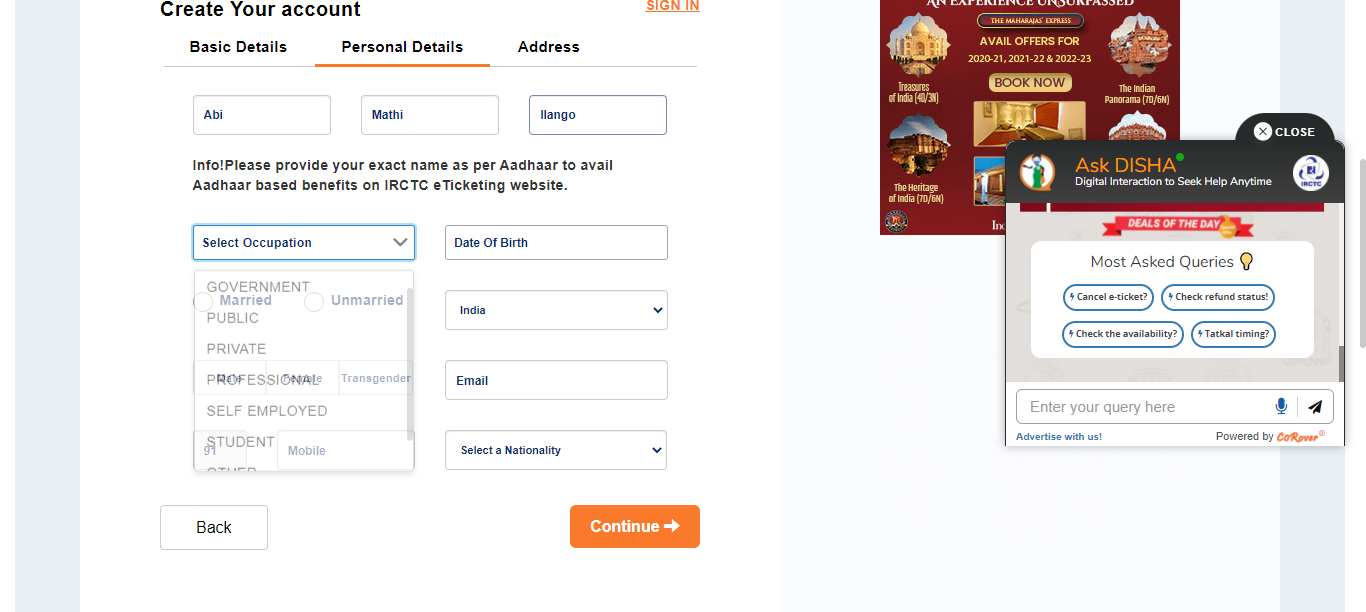 Create Your account
SIGN IN
Basic Details Personal Details Address
Abi Mathi Ilango
Info!Please provide your exact name as per Aadhaar to avail
Aadhaar based benefits on IRCTC eTicketing website.
Select Occupation Date Of Birth
GOVERNMENT
Married Unmarried
India
PUBLIC
PRIVATE
Male Female Transgender
PROFESSIONAL
Email
SELF EMPLOYED
STUDENT
91 Mobile
Select a Nationality
OTHER
Back
Continue
AN EXPERIENCE UNSURPASSED
THE MAHARAJAS' EXPRESS
AVAIL OFFERS FOR
2020-21, 2021-22 & 2022-23
BOOK NOW
Treasures
of India (4D/3N)
The Indian
Panorama (7D/6N)
The Heritage
of India (7D/6N)
CLOSE
Ask DISHA
Digital Interaction to Seek Help Anytime
IRCTC
DEALS OF THE DAY
Most Asked Queries
Cancel e-ticket? Check refund status!
Check the availability? Tatkal timing?
Enter your query here
Advertise with us!
Powered by CoRover